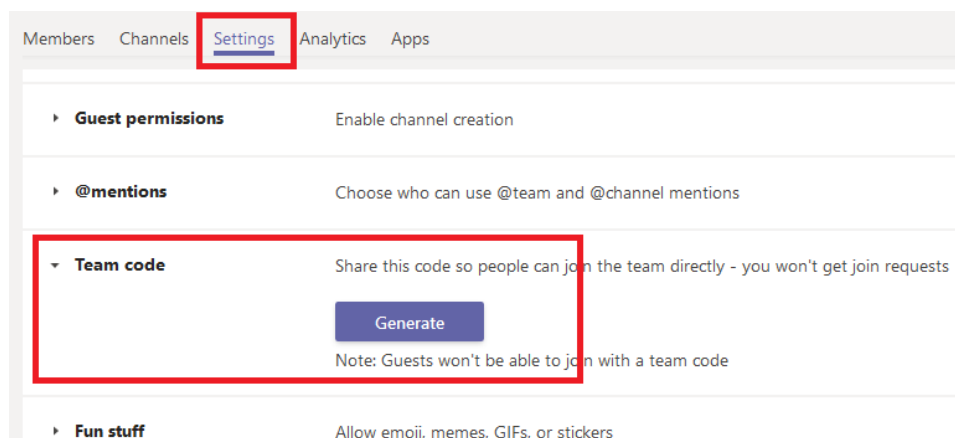 Members Channels Settings Analytics Apps
Guest permissions Enable channel creation
@mentions Choose who can use @team and @channel mentions
Team code Share this code so people can join the team directly - you won't get join requests
Generate
Note: Guests won't be able to join with a team code
Fun stuff Allow emoji, memes, GIFs, or stickers